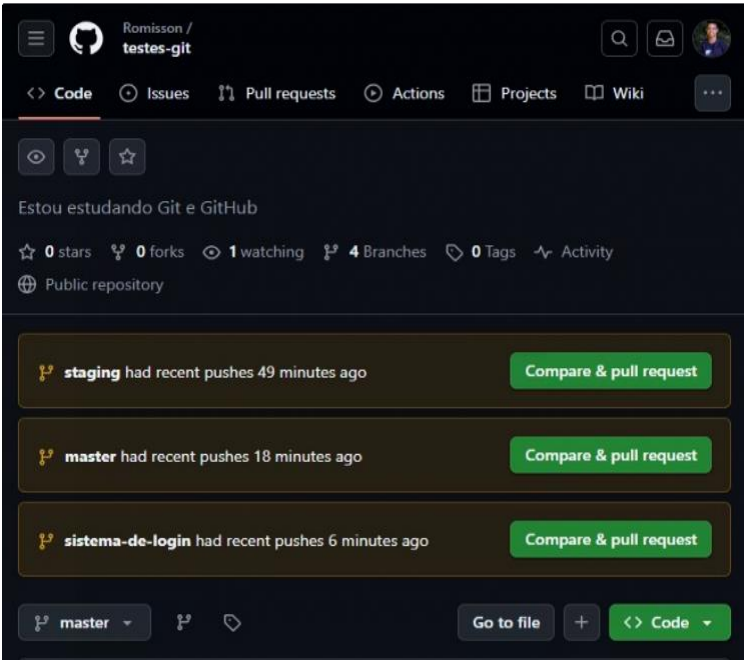 Romisson /
testes-git
Code Issues Pull requests Actions Projects Wiki
Estou estudando Git e GitHub
0 stars 0 forks 1 watching 4 Branches 0 Tags Activity
Public repository
staging had recent pushes 49 minutes ago Compare & pull request
master had recent pushes 18 minutes ago Compare & pull request
sistema-de-login had recent pushes 6 minutes ago Compare & pull request
master Go to file Code